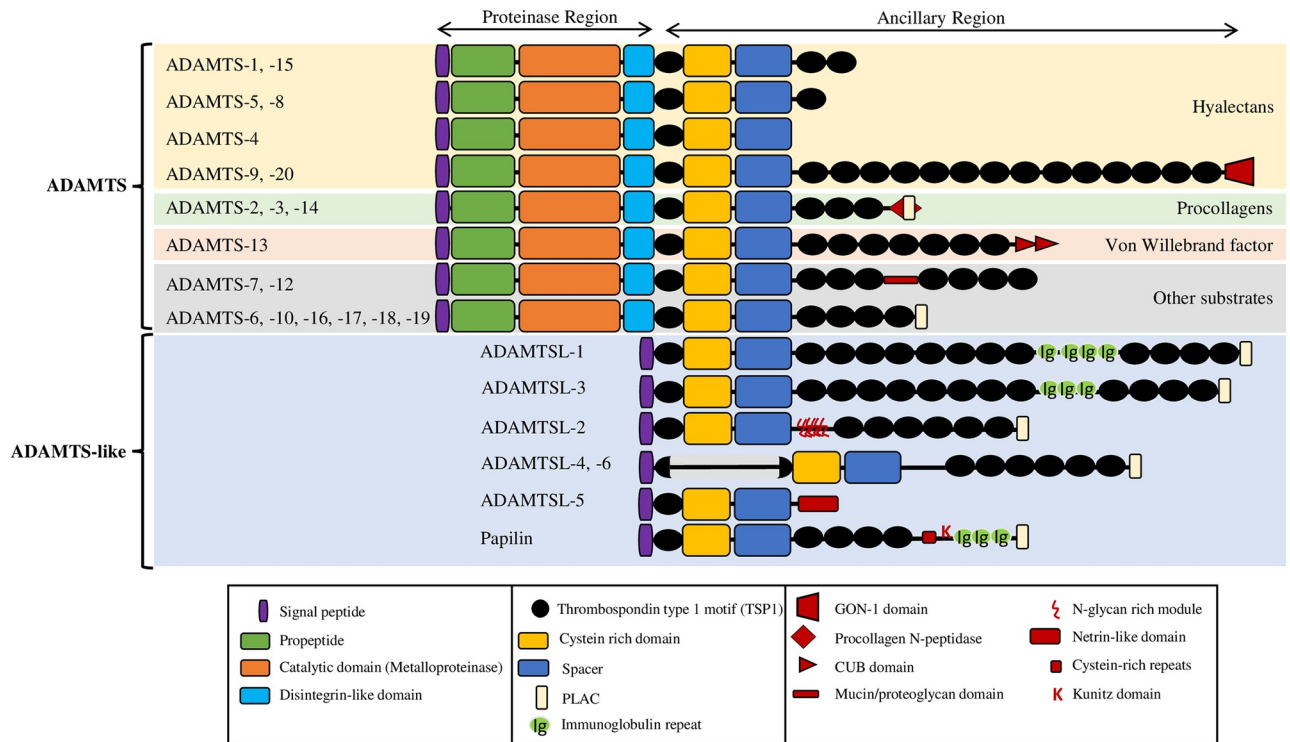 Proteinase Region
Ancillary Region
ADAMTS
ADAMTS-1, -15
ADAMTS-5, -8
ADAMTS-4
ADAMTS-9, -20
Hyalectans
ADAMTS-2, -3, -14
Procollagens
ADAMTS-13
Von Willebrand factor
ADAMTS-7, -12
ADAMTS-6, -10, -16, -17, -18, -19
Other substrates
ADAMTS-like
ADAMTSL-1
Ig Ig Ig Ig
ADAMTSL-3
Ig Ig Ig
ADAMTSL-2
ADAMTSL-4, -6
ADAMTSL-5
Papilin
K Ig Ig Ig
Signal peptide
Propeptide
Catalytic domain (Metalloproteinase)
Disintegrin-like domain
Thrombospondin type 1 motif (TSP1)
Cystein rich domain
Spacer
PLAC
Ig Immunoglobulin repeat
GON-1 domain
Procollagen N-peptidase
CUB domain
Mucin/proteoglycan domain
N-glycan rich module
Netrin-like domain
Cystein-rich repeats
K Kunitz domain